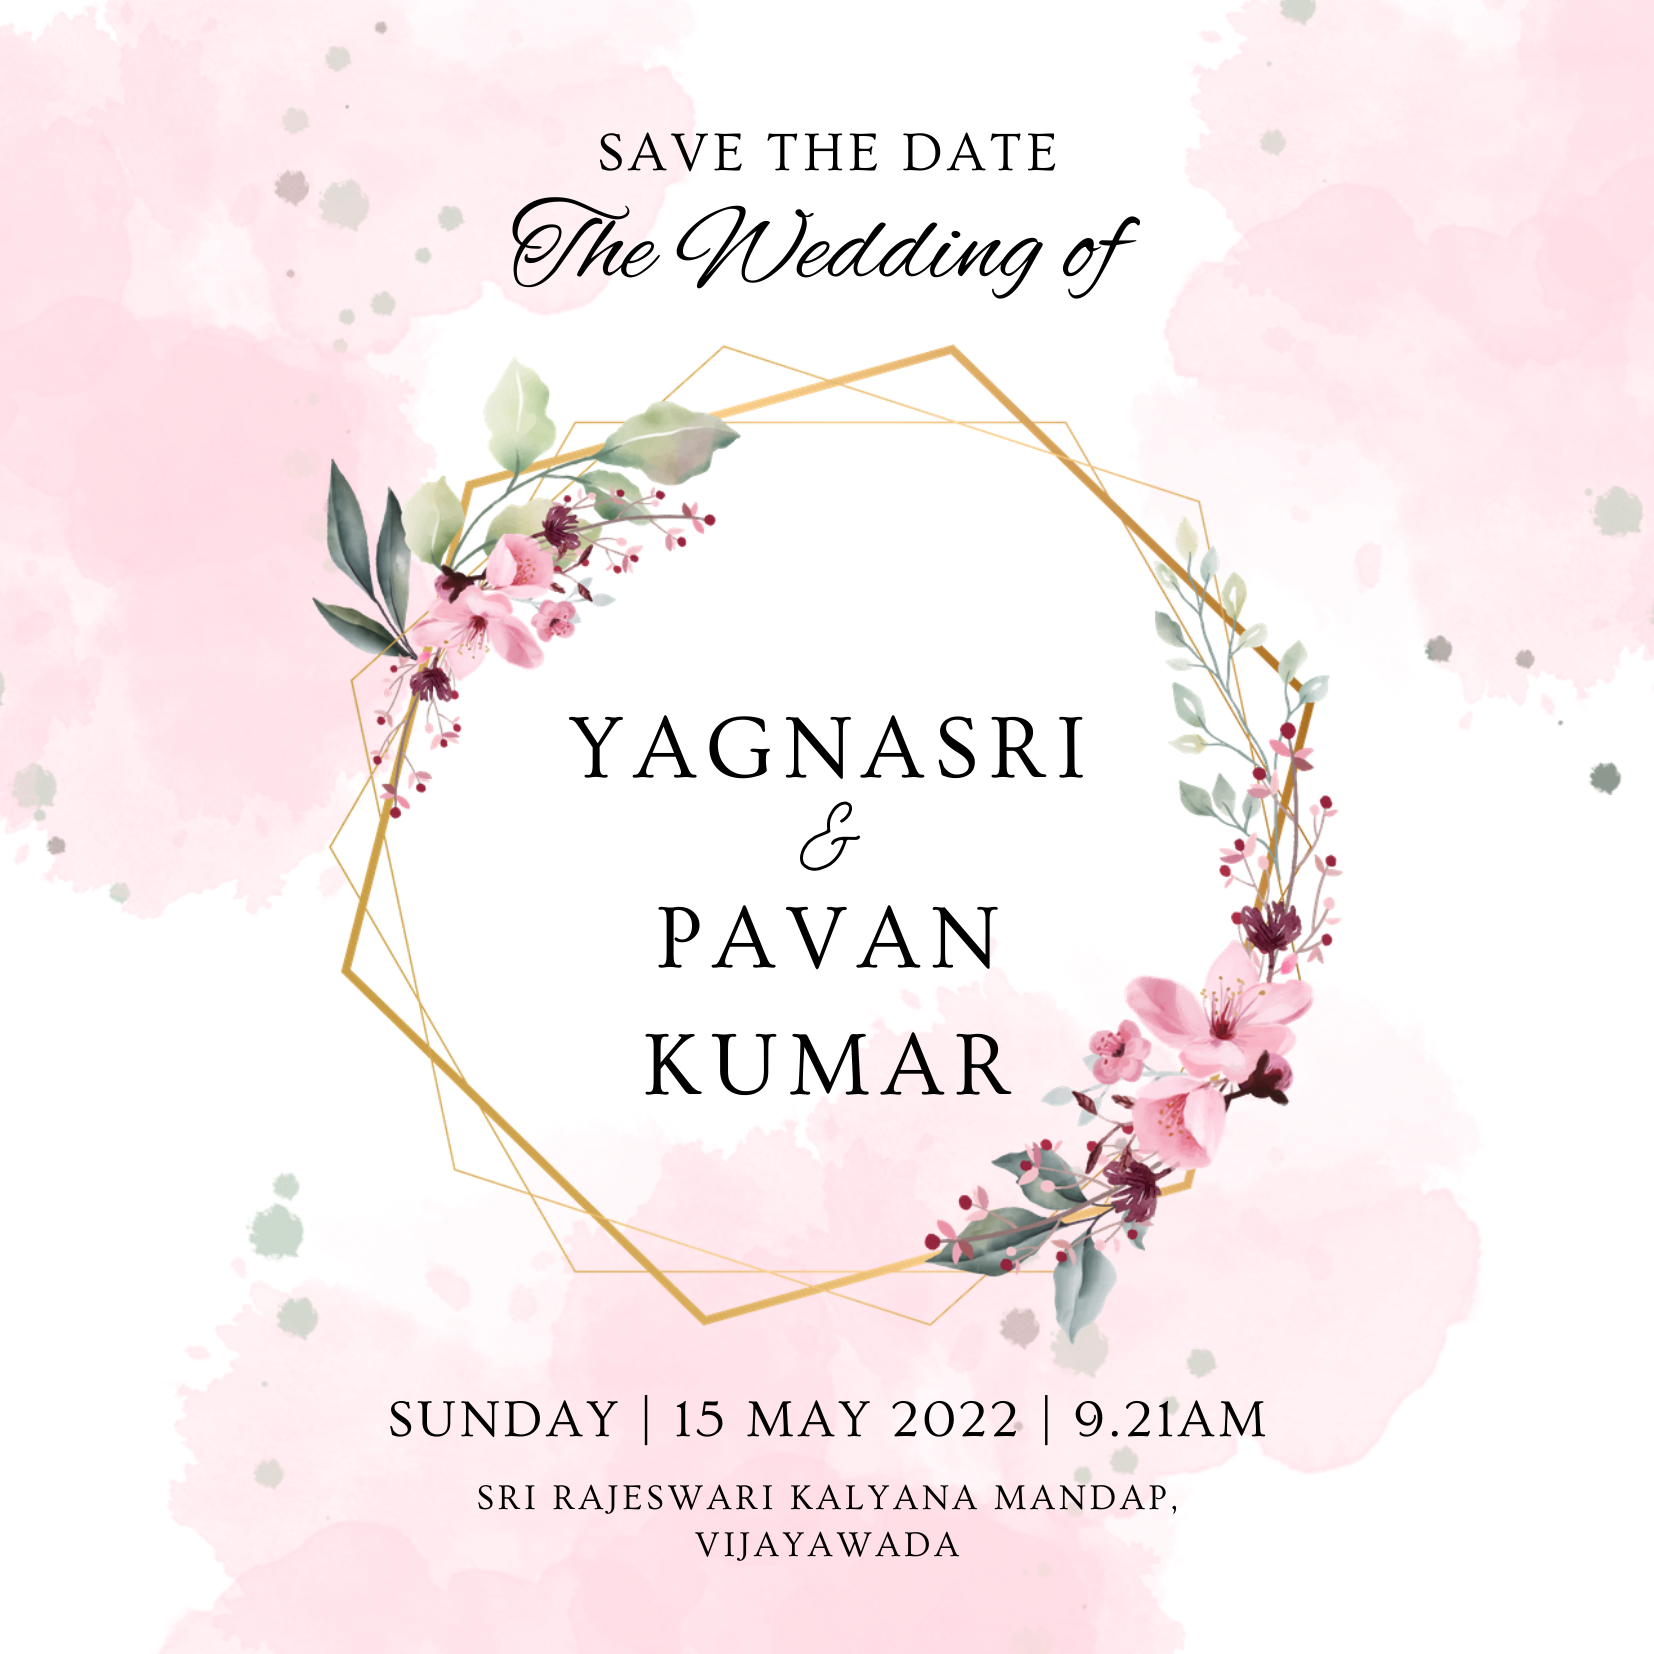 SAVE THE DATE
The Wedding of
YAGNASRI
&
PAVAN
KUMAR
SUNDAY | 15 MAY 2022 | 9.21AM
SRI RAJESWARI KALYANA MANDAP,
VIJAYAWADA